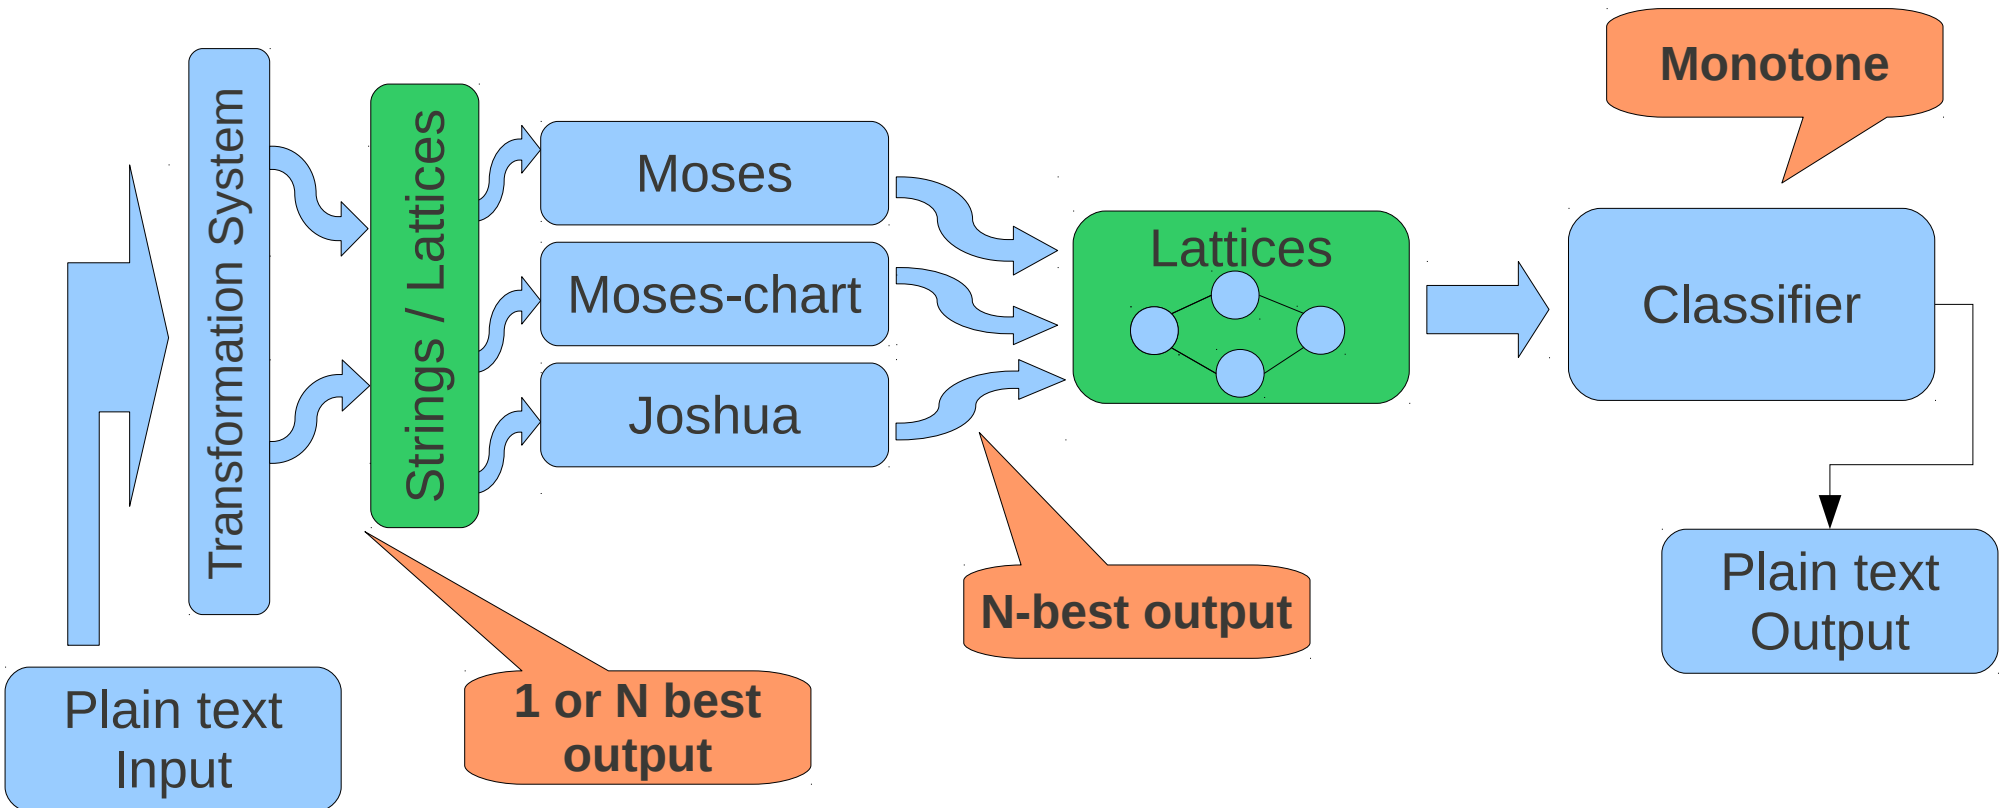 Plain text
Input
Transformation System
Strings / Lattices
1 or N best
output
Moses
Moses-chart
Joshua
N-best output
Lattices
Monotone
Classifier
Plain text
Output